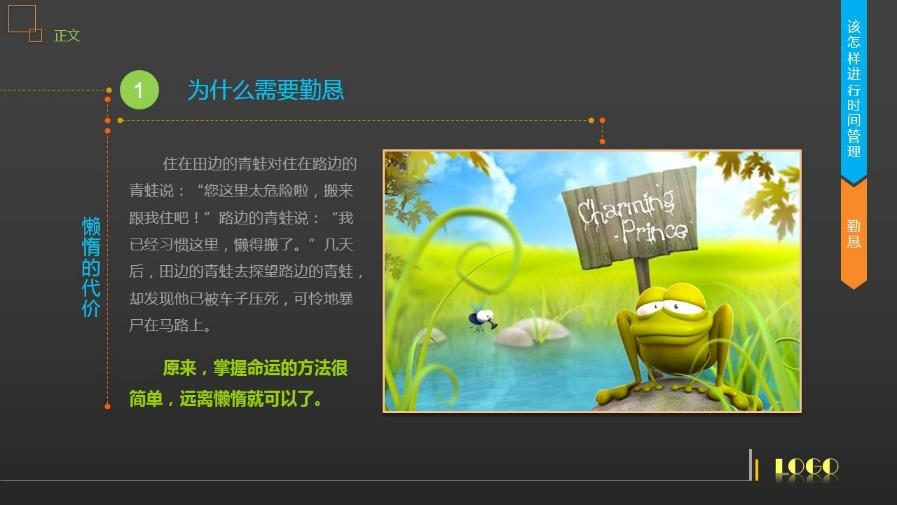 正文
1
为什么需要勤恳
住在田边的青蛙对住在路边的
青蛙说：“您这里太危险啦，搬来
跟我住吧！”路边的青蛙说：“我
已经习惯这里，懒得搬了。”几天
后，田边的青蛙去探望路边的青蛙，
却发现他已被车子压死，可怜地暴
尸在马路上。
原来，掌握命运的方法很
简单，远离懒惰就可以了。
懒惰的代价
Charming
Prince
该怎样进行时间管理
勤恳
LOGO